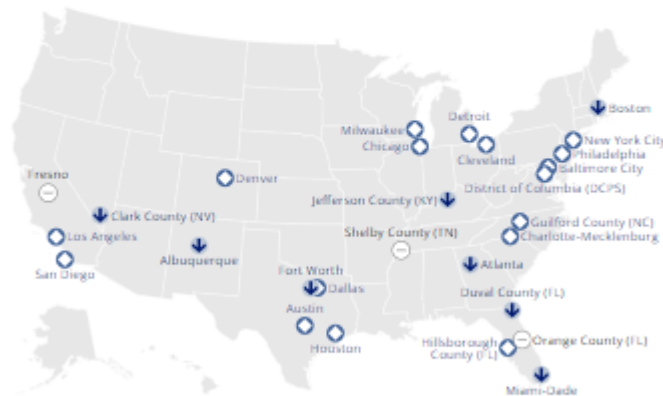 Boston
Detroit
Milwaukee
Chicago
Cleveland
New York City
Philadelphia
Baltimore City
District of Columbia (DCPS)
Fresno
Denver
Jefferson County (KY)
Clark County (NV)
Guilford County (NC)
Shelby County (TN)
Charlotte-Mecklenburg
Los Angeles
Albuquerque
San Diego
Fort Worth
Atlanta
Dallas
Duval County (FL)
Austin
Houston
Hillsborough
County (FL)
Orange County (FL)
Miami-Dade